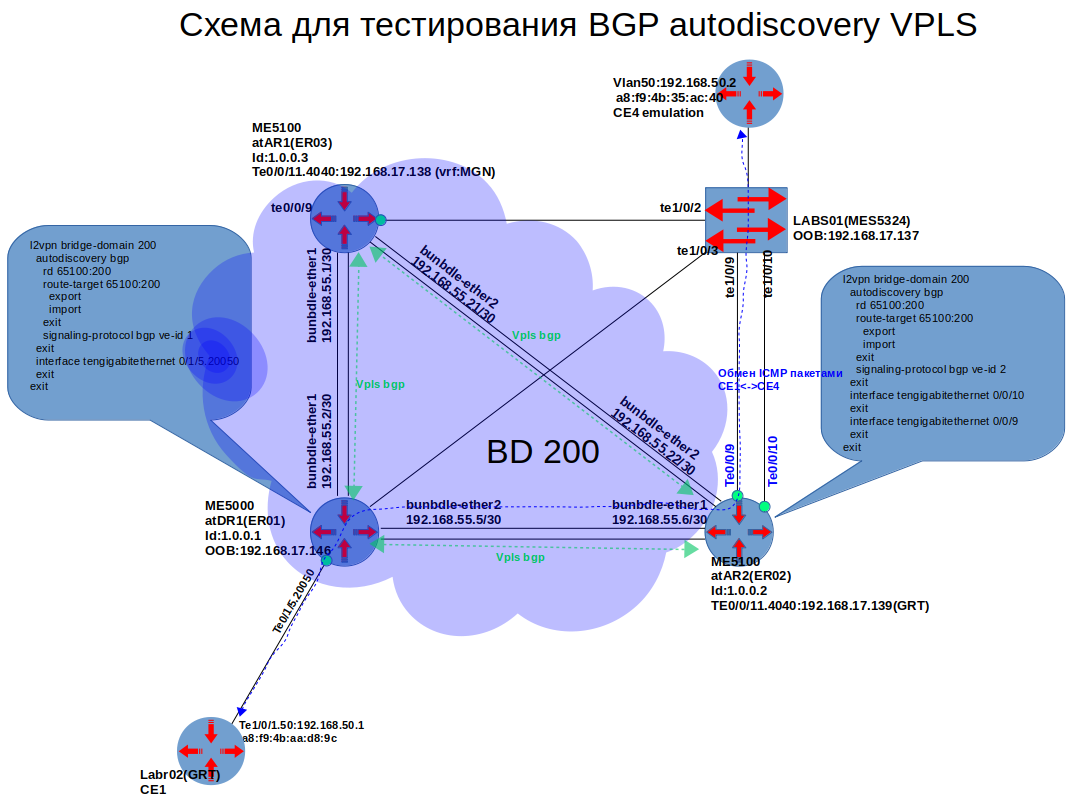 Схема для тестирования BGP autodiscovery VPLS
Vlan50:192.168.50.2
a8:f9:4b:35:ac:40
CE4 emulation
ME5100
atAR1(ER03)
Id:1.0.0.3
Te0/0/11.4040:192.168.17.138 (vrf:MGN)
te0/0/9
te1/0/2
te1/0/3
LABS01(MES5324)
OOB:192.168.17.137
te1/0/9
te1/0/10
l2vpn bridge-domain 200
autodiscovery bgp
rd 65100:200
route-target 65100:200
export
import
exit
signaling-protocol bgp ve-id 1
exit
interface tengigabitethernet 0/1/5.20050
exit
exit
bunbdle-ether1
192.168.55.1/30
bunbdle-ether2
192.168.55.21/30
Vpls bgp
Vpls bgp
l2vpn bridge-domain 200
autodiscovery bgp
rd 65100:200
route-target 65100:200
export
import
exit
signaling-protocol bgp ve-id 2
exit
interface tengigabitethernet 0/0/10
exit
interface tengigabitethernet 0/0/9
exit
exit
Обмен ICMP пакетами
CE1<->CE4
bunbdle-ether1
192.168.55.2/30
bunbdle-ether2
192.168.55.22/30
BD 200
Te0/0/9
Te0/0/10
ME5000
atDR1(ER01)
Id:1.0.0.1
OOB:192.168.17.146
bunbdle-ether2
192.168.55.5/30
bunbdle-ether1
192.168.55.6/30
Vpls bgp
ME5100
atAR2(ER02)
Id:1.0.0.2
TE0/0/11.4040:192.168.17.139(GRT)
Te0/1/5.20050
Te1/0/1.50:192.168.50.1
a8:f9:4b:aa:d8:9c
Labr02(GRT)
CE1